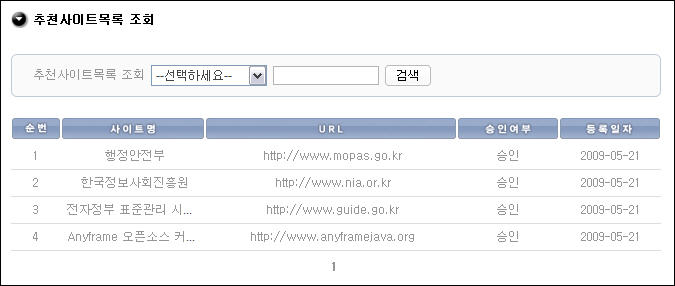 추천사이트목록 조회
추천사이트목록 조회 --선택하세요-- 검색
순번 사이트명 URL 승인여부 등록일자
1 행정안전부 http://www.mopas.go.kr 승인 2009-05-21
2 한국정보사회진흥원 http://www.nia.or.kr 승인 2009-05-21
3 전자정부 표준관리 시... http://www.guide.go.kr 승인 2009-05-21
4 Anyframe 오픈소스 커... http://www.anyframejava.org 승인 2009-05-21
1